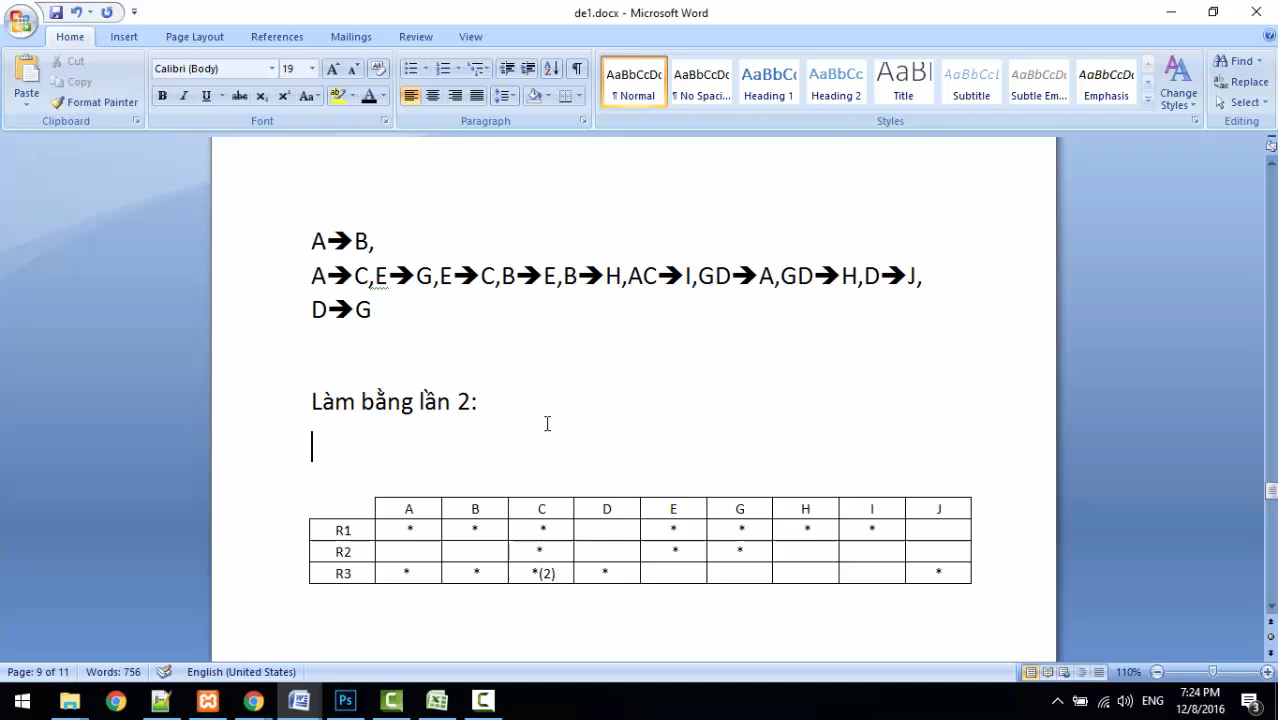 de1.docx - Microsoft Word
Home Insert Page Layout References Mailings Review View
Paste
Cut
Copy
Format Painter
Clipboard
Calibri (Body) 19
Font
Paragraph
AaBbCcDc AaBbCcDc AaBbCc AaBbCc AaBl AaBbCcL AaBbCcDc AaBbCcDc
¶ Normal ¶ No Spaci... Heading 1 Heading 2 Title Subtitle Subtle Em... Emphasis
Change Styles
Styles
Find
Replace
Select
Editing
A➔B,
A➔C,E➔G,E➔C,B➔E,B➔H,AC➔I,GD➔A,GD➔H,D➔J,
D➔G
Làm bằng lần 2:
A B C D E G H I J
R1 * * * * * * *
R2 * * *
R3 * * *(2) * *
Page: 9 of 11 Words: 756 English (United States) 110%
ENG 7:24 PM
12/8/2016 3